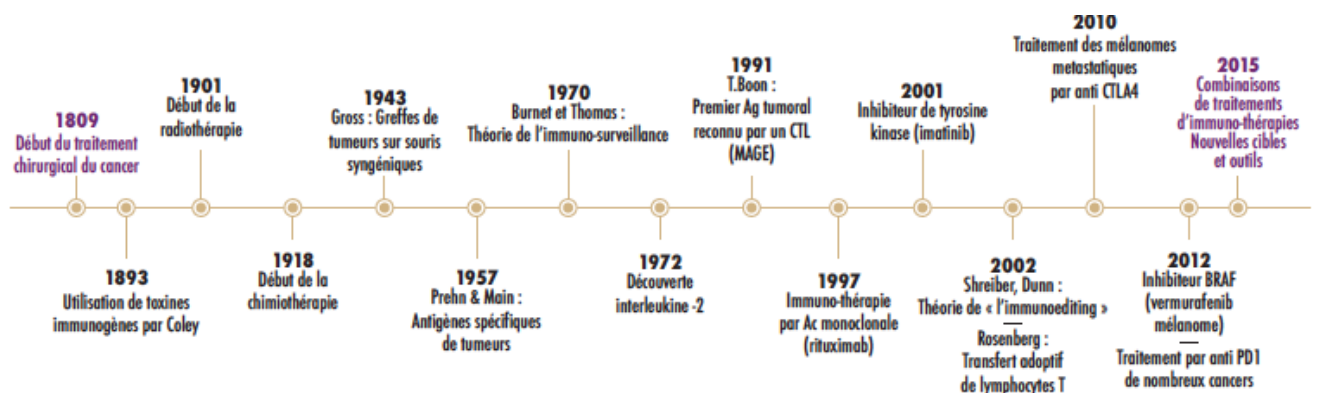 1809
Début du traitement
chirurgical du cancer
1893
Utilisation de toxines
immunogènes par Coley
1901
Début de la
radiothérapie
1918
Début de la
chimiothérapie
1943
Gross : Greffes de
tumeurs sur souris
syngéniques
1957
Prehn & Main :
Antigènes spécifiques
de tumeurs
1970
Burnet et Thomas :
Théorie de l’immuno-surveillance
1972
Découverte
interleukine -2
1991
T.Boon :
Premier Ag tumoral
reconnu par un CTL
(MAGE)
1997
Immuno-thérapie
par Ac monoclonale
(rituximab)
2001
Inhibiteur de tyrosine
kinase (imatinib)
2002
Shreiber, Dunn :
Théorie de « l’immunoediting »
Rosenberg :
Transfert adoptif
de lymphocytes T
2010
Traitement des mélanomes
metastatiques
par anti CTLA4
2012
Inhibiteur BRAF
(vermurafenib
mélanome)
Traitement par anti PD1
de nombreux cancers
2015
Combinaisons
de traitements
d’immuno-thérapies
Nouvelles cibles
et outils